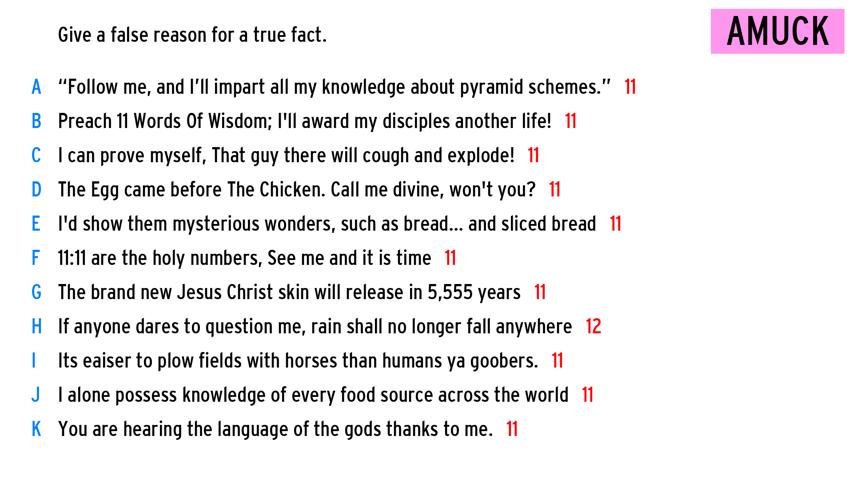 Give a false reason for a true fact.
AMUCK
A “Follow me, and I’ll impart all my knowledge about pyramid schemes.” 11
B Preach 11 Words Of Wisdom; I'll award my disciples another life! 11
C I can prove myself, That guy there will cough and explode! 11
D The Egg came before The Chicken. Call me divine, won't you? 11
E I'd show them mysterious wonders, such as bread... and sliced bread 11
F 11:11 are the holy numbers, See me and it is time 11
G The brand new Jesus Christ skin will release in 5,555 years 11
H If anyone dares to question me, rain shall no longer fall anywhere 12
I Its eaiser to plow fields with horses than humans ya goobers. 11
J I alone possess knowledge of every food source across the world 11
K You are hearing the language of the gods thanks to me. 11